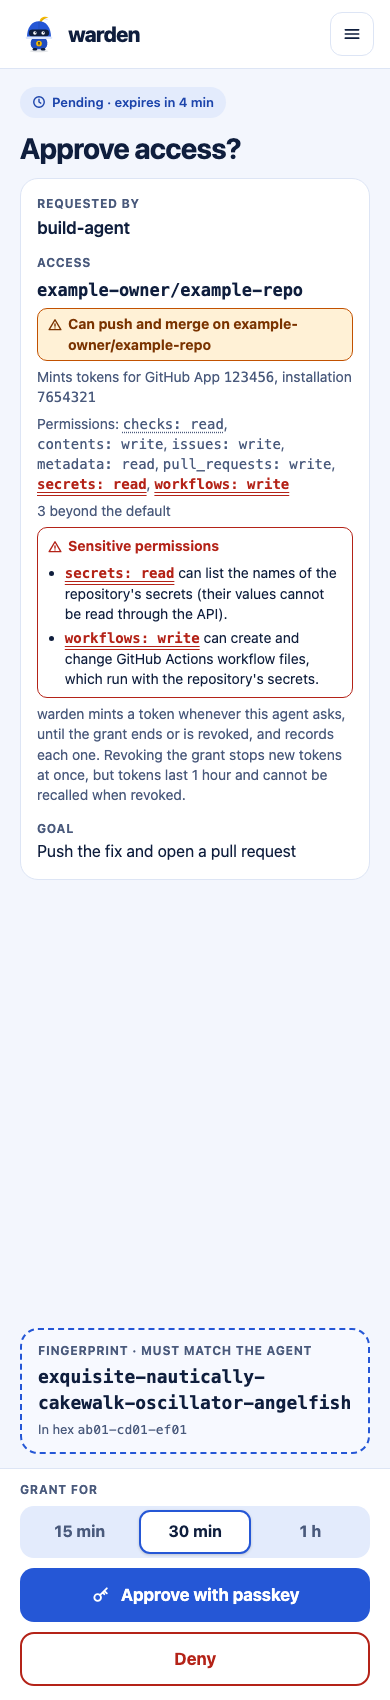 warden
Pending · expires in 4 min
Approve access?
REQUESTED BY
build-agent
ACCESS
example-owner/example-repo
Can push and merge on example-
owner/example-repo
Mints tokens for GitHub App 123456, installation
7654321
Permissions: checks: read,
contents: write, issues: write,
metadata: read, pull_requests: write,
secrets: read, workflows: write
3 beyond the default
Sensitive permissions
• secrets: read can list the names of the
repository's secrets (their values cannot
be read through the API).
• workflows: write can create and
change GitHub Actions workflow files,
which run with the repository's secrets.
warden mints a token whenever this agent asks,
until the grant ends or is revoked, and records
each one. Revoking the grant stops new tokens
at once, but tokens last 1 hour and cannot be
recalled when revoked.
GOAL
Push the fix and open a pull request
FINGERPRINT · MUST MATCH THE AGENT
exquisite-nautically-
cakewalk-oscillator-angelfish
In hex ab01-cd01-ef01
GRANT FOR
15 min 30 min 1 h
Approve with passkey
Deny